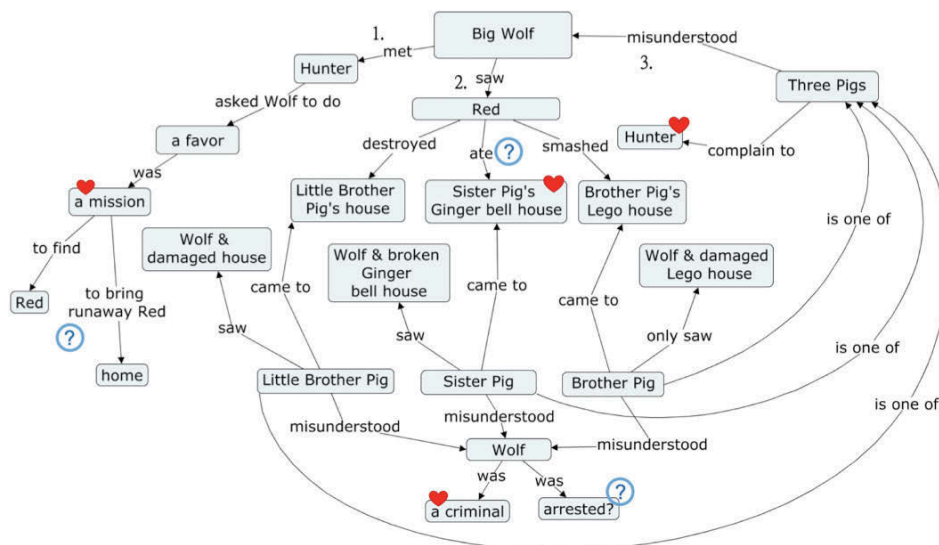 1.
Big Wolf
misunderstood
met
3.
Hunter
2.
saw
Three Pigs
asked Wolf to do
Red
a favor
destroyed
ate
?
smashed
Hunter
complain to
was
a mission
Little Brother
Pig's house
Sister Pig's
Ginger bell house
Brother Pig's
Lego house
is one of
to find
Wolf &
damaged house
Wolf & broken
Ginger
bell house
Wolf & damaged
Lego house
Red
to bring
runaway Red
?
came to
came to
came to
saw
saw
only saw
is one of
home
Little Brother Pig
Sister Pig
Brother Pig
is one of
misunderstood
misunderstood
misunderstood
Wolf
was
was
a criminal
arrested?
?